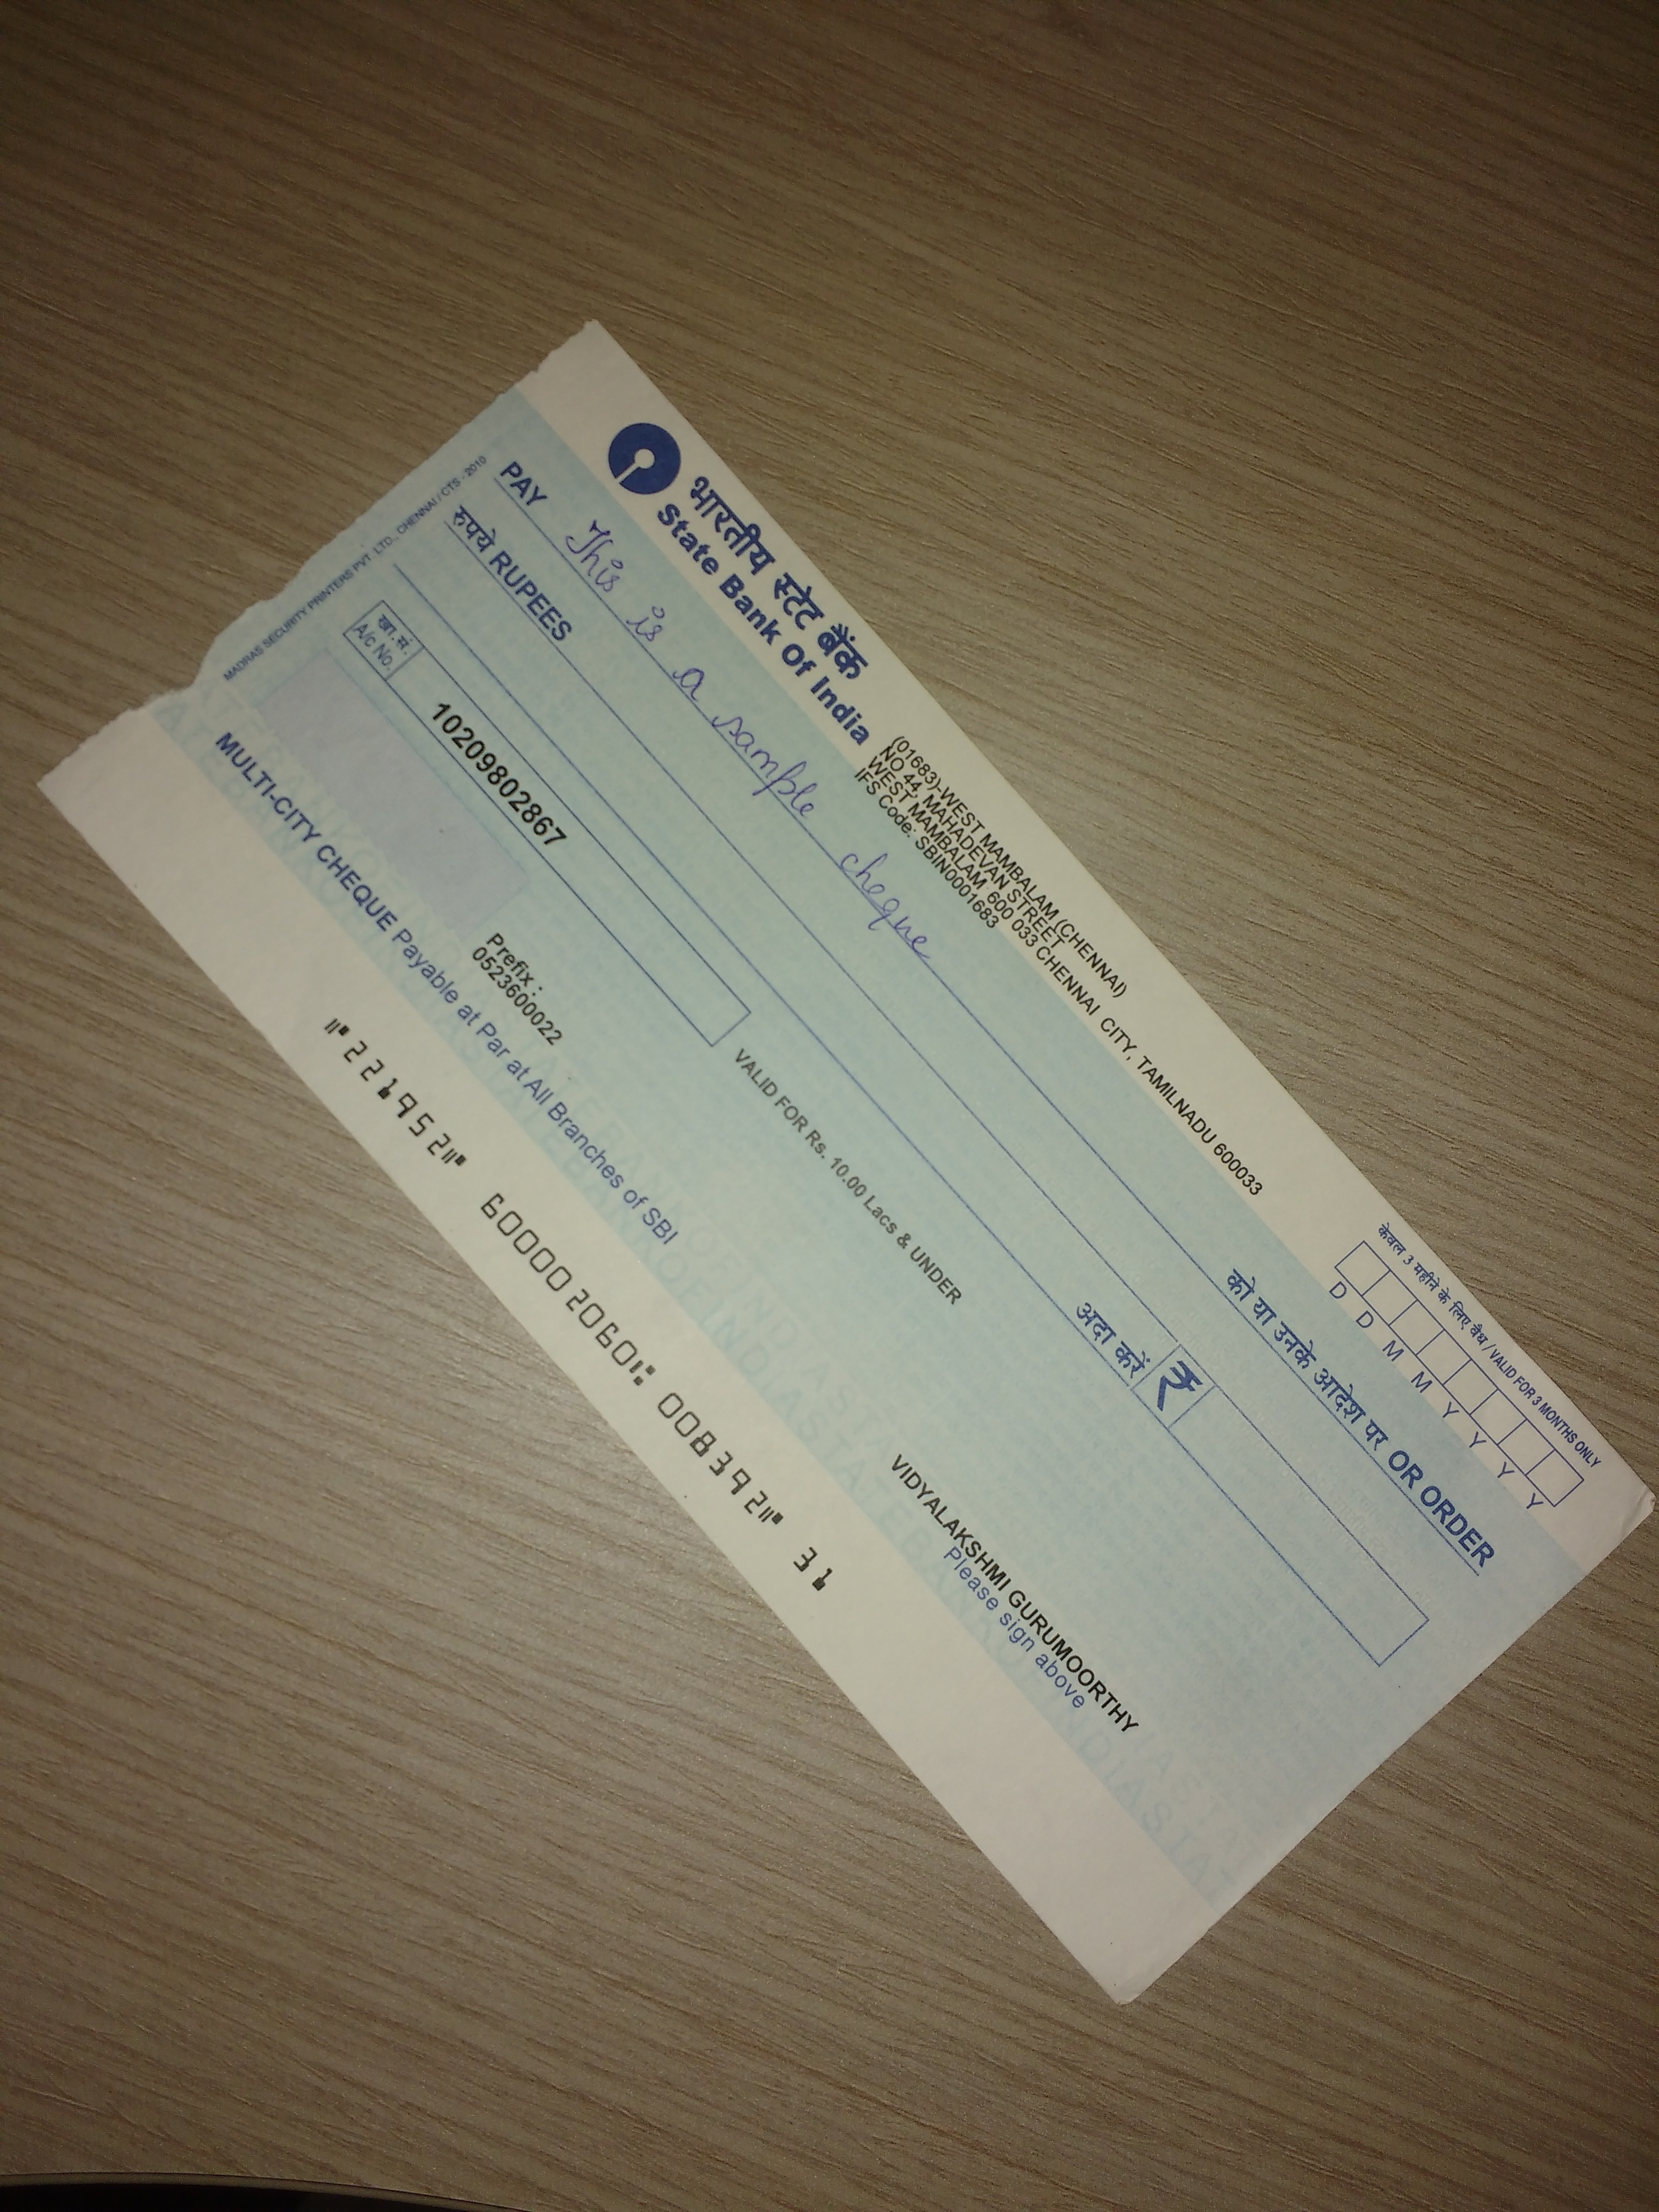 भारतीय स्टेट बैंक
State Bank Of India
(01683)-WEST MAMBALAM (CHENNAI)
NO 44, MAHADEVAN STREET
WEST MAMBALAM, 600 033 CHENNAI CITY, TAMILNADU 600033
IFS Code: SBIN0001683
केवल 3 महीने के लिए वैध / VALID FOR 3 MONTHS ONLY
D D M M Y Y Y Y
PAY This is a sample cheque
को या उनके आदेश पर OR ORDER
रुपये RUPEES
अदा करें ₹
खा. सं.
A/c No.
10209802867
VALID FOR Rs. 10.00 Lacs & UNDER
MADRAS SECURITY PRINTERS PVT. LTD., CHENNAI / CTS - 2010
Prefix :
0523600022
VIDYALAKSHMI GURUMOORTHY
Please sign above
MULTI-CITY CHEQUE Payable at Par at All Branches of SBI
⑈221952⑈ 600002060⑆ 008392⑈ 31